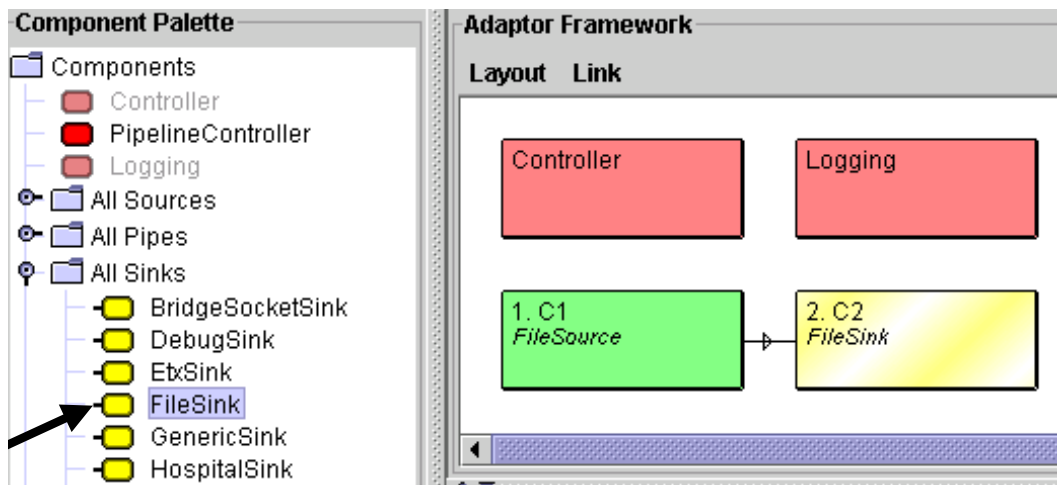 Component Palette
Components
Controller
PipelineController
Logging
All Sources
All Pipes
All Sinks
BridgeSocketSink
DebugSink
EtxSink
FileSink
GenericSink
HospitalSink
Adaptor Framework
Layout Link
Controller
Logging
1. C1
FileSource
2. C2
FileSink